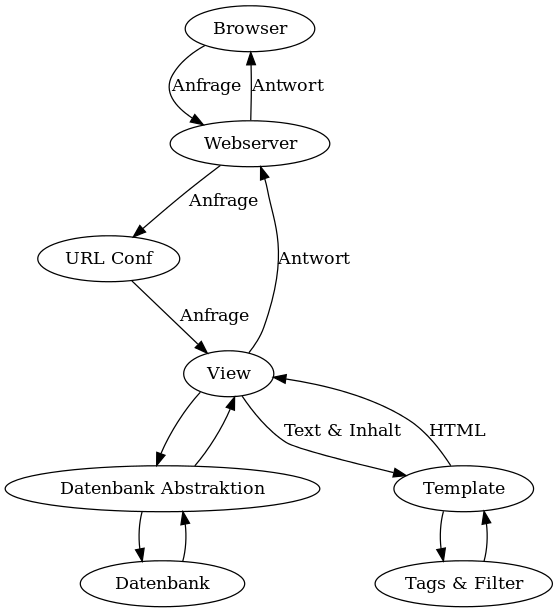 Browser
Anfrage
Antwort
Webserver
Anfrage
URL Conf
Antwort
Anfrage
View
Text & Inhalt
HTML
Datenbank Abstraktion
Template
Datenbank
Tags & Filter